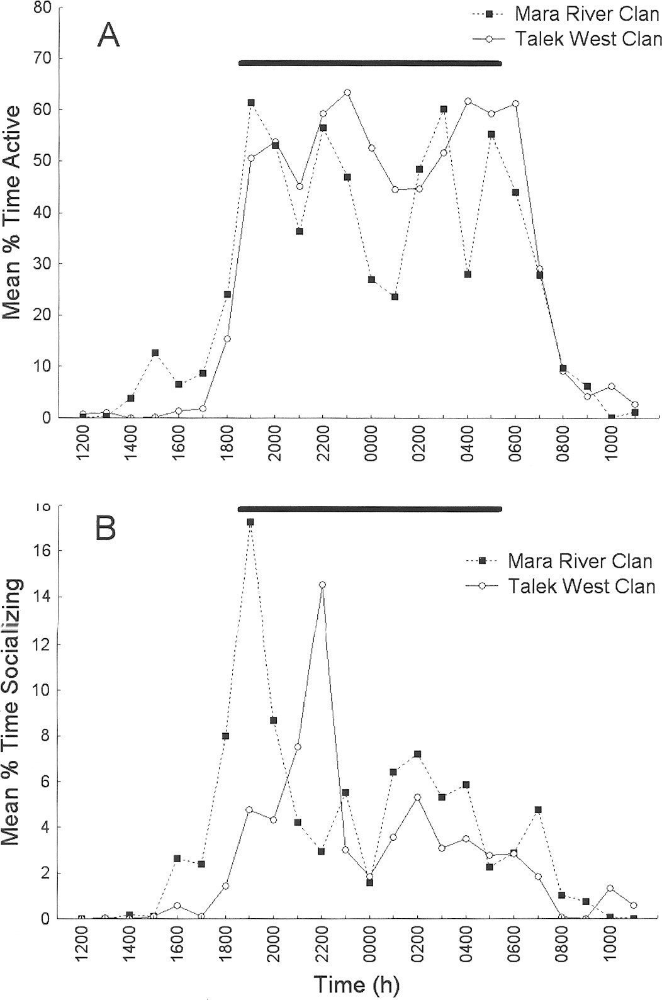 80
70
60
50
40
30
20
10
0
Mean % Time Active
A
Mara River Clan
Talek West Clan
1200 1400 1600 1800 2000 2200 0000 0200 0400 0600 0800 1000
18
16
14
12
10
8
6
4
2
0
Mean % Time Socializing
B
Mara River Clan
Talek West Clan
1200 1400 1600 1800 2000 2200 0000 0200 0400 0600 0800 1000
Time (h)